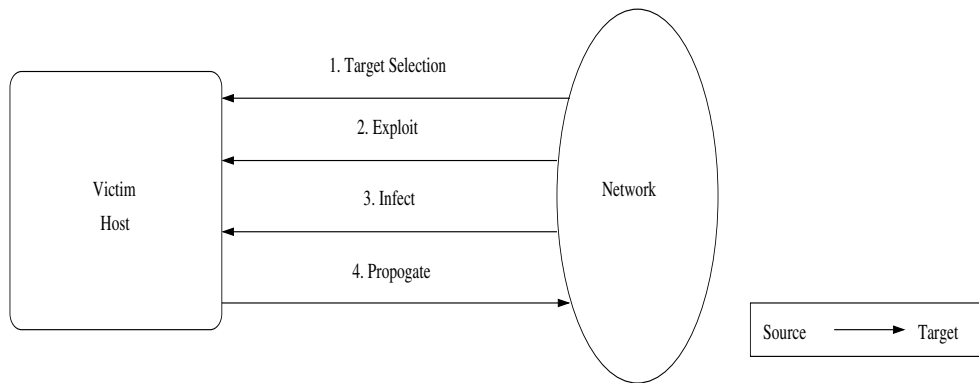 1. Target Selection
2. Exploit
3. Infect
4. Propogate
Victim
Host
Network
Source
Target